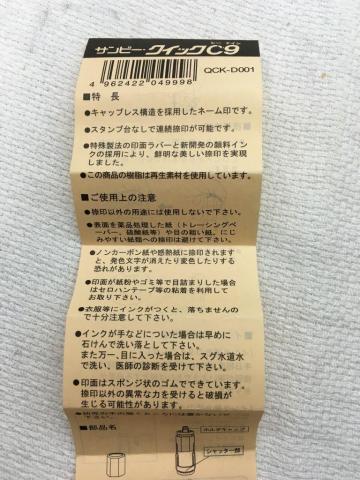 サンビー・クイックC9
QCK-D001
4 962422 049998
■特 長
●キャップレス構造を採用したネーム印です。
●スタンプ台なしで連続捺印が可能です。
●特殊製法の印面ラバーと新開発の顔料イン
クの採用により、鮮明な美しい捺印を実現
しました。
●この商品の樹脂は再生素材を使用しています。
■ご使用上の注意
●捺印以外の用途には使用しないで下さい。
●表面を薬品処理した紙（トレーシングペ
ーパー、硫酸紙等）や目の粗い紙、にじ
みやすい紙類への捺印は避けて下さい。
●ノンカーボン紙や感熱紙に捺印されます
と、発色文字が消えたり変色したりする
恐れがあります。
●印面が紙粉やゴミ等で目詰まりした場合
はセロハンテープ等の粘着を利用して
お取り下さい。
●衣服等にインクがつくと、落ちませんの
で十分注意して下さい。
●インクが手などについた場合は早めに
石けんで洗い落として下さい。
また万一、目に入った場合は、スグ水道水
で洗い、医師の診断を受けて下さい。
●印面はスポンジ状のゴムでできています。
捺印以外の異常な力を受けると破損が
生じる可能性があります。
■部品名
ホルダキャップ
シャッター部